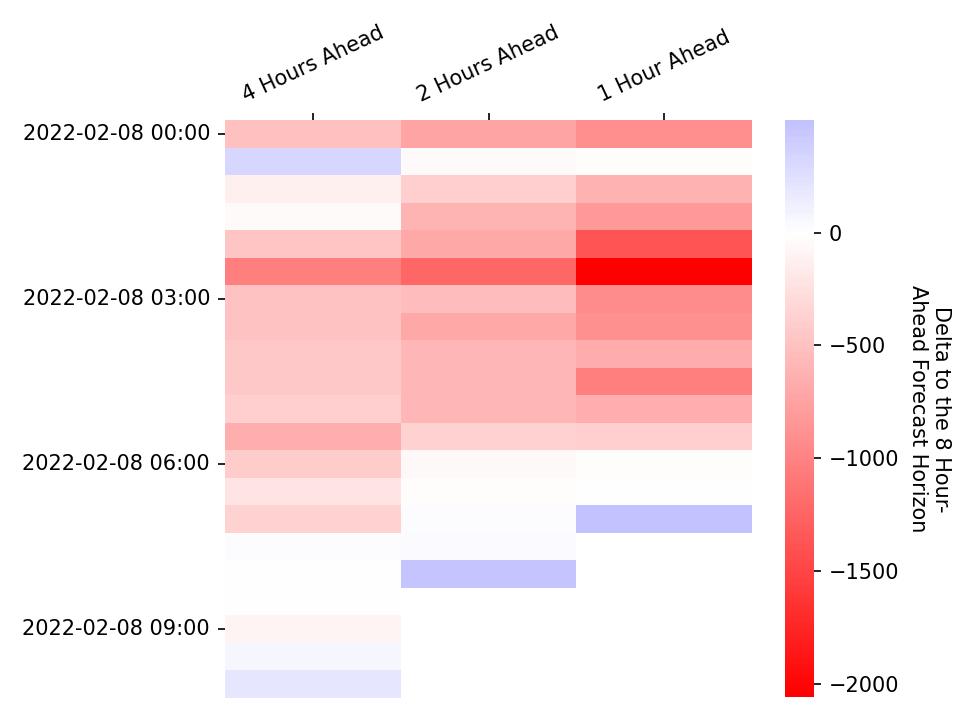 4 Hours Ahead
2 Hours Ahead
1 Hour Ahead
2022-02-08 00:00
2022-02-08 03:00
2022-02-08 06:00
2022-02-08 09:00
0
−500
−1000
−1500
−2000
Delta to the 8 Hour-
Ahead Forecast Horizon